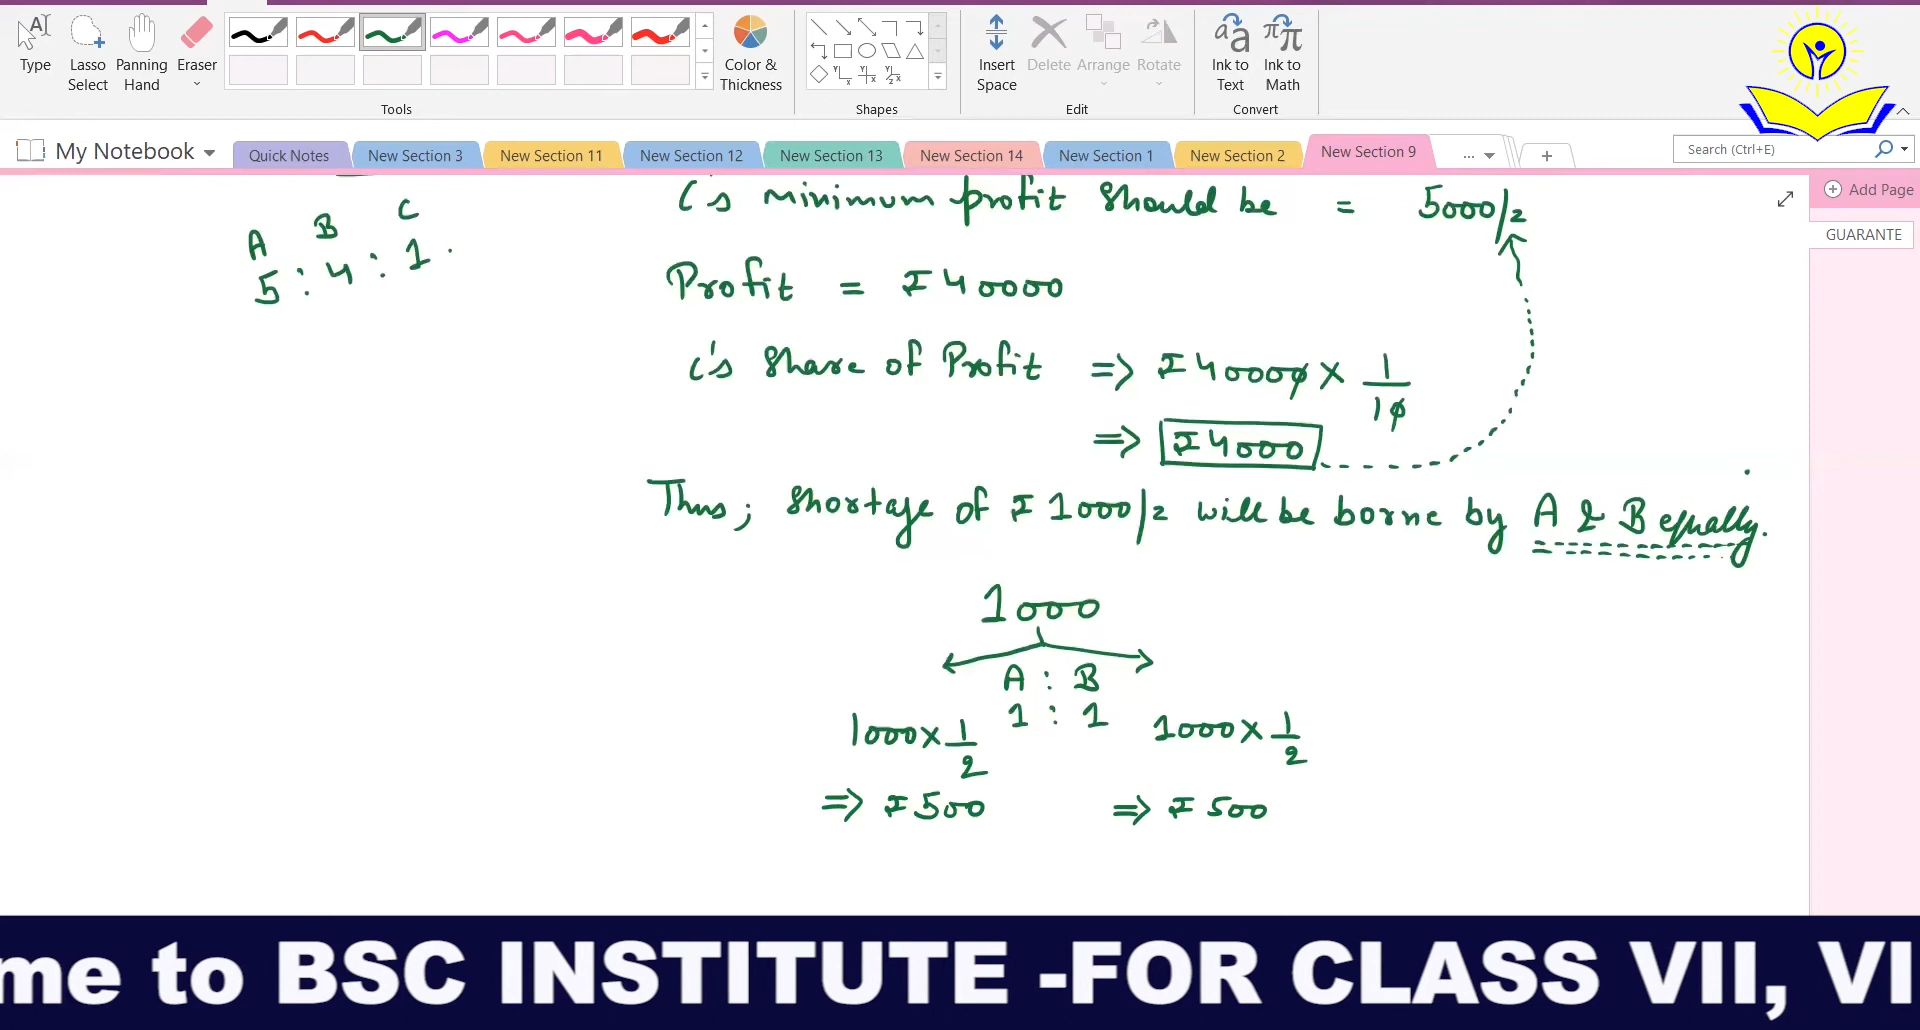 Type
Lasso Select
Panning Hand
Eraser
Color & Thickness
Insert Space
Delete
Arrange
Rotate
Ink to Text
Ink to Math
Tools
Shapes
Edit
Convert
My Notebook
Quick Notes
New Section 3
New Section 11
New Section 12
New Section 13
New Section 14
New Section 1
New Section 2
New Section 9
...
Search (Ctrl+E)
Add Page
GUARANTE
A B C
5 : 4 : 1 .
C's minimum profit should be = 5000/2
Profit = ₹ 40000
C's Share of Profit => ₹ 40000 × 1/10
=> ₹ 4000
Thus; Shortage of ₹ 1000/2 will be borne by A & B equally.
1000
A : B
1 : 1
1000 × 1/2 1000 × 1/2
=> ₹ 500 => ₹ 500
me to BSC INSTITUTE -FOR CLASS VII, VI